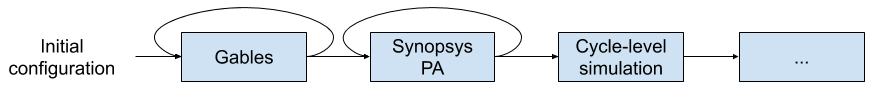 Initial
configuration
Gables
Synopsys
PA
Cycle-level
simulation
...